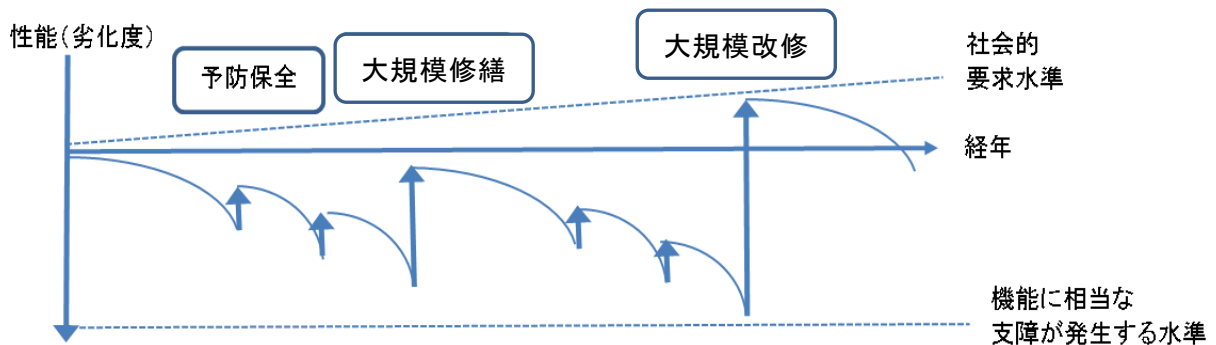 性能（劣化度）
予防保全
大規模修繕
大規模改修
社会的
要求水準
経年
機能に相当な
支障が発生する水準